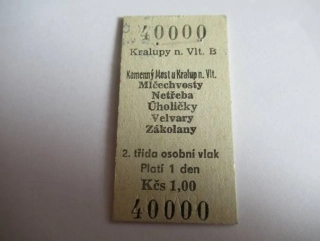 40000
Kralupy n. Vlt. B
Kamenný Most u Kralup n. Vlt.
Mlčechvosty
Netřeba
Úholičky
Velvary
Zákolany
2. třída osobní vlak
Platí 1 den
Kčs 1,00
40000